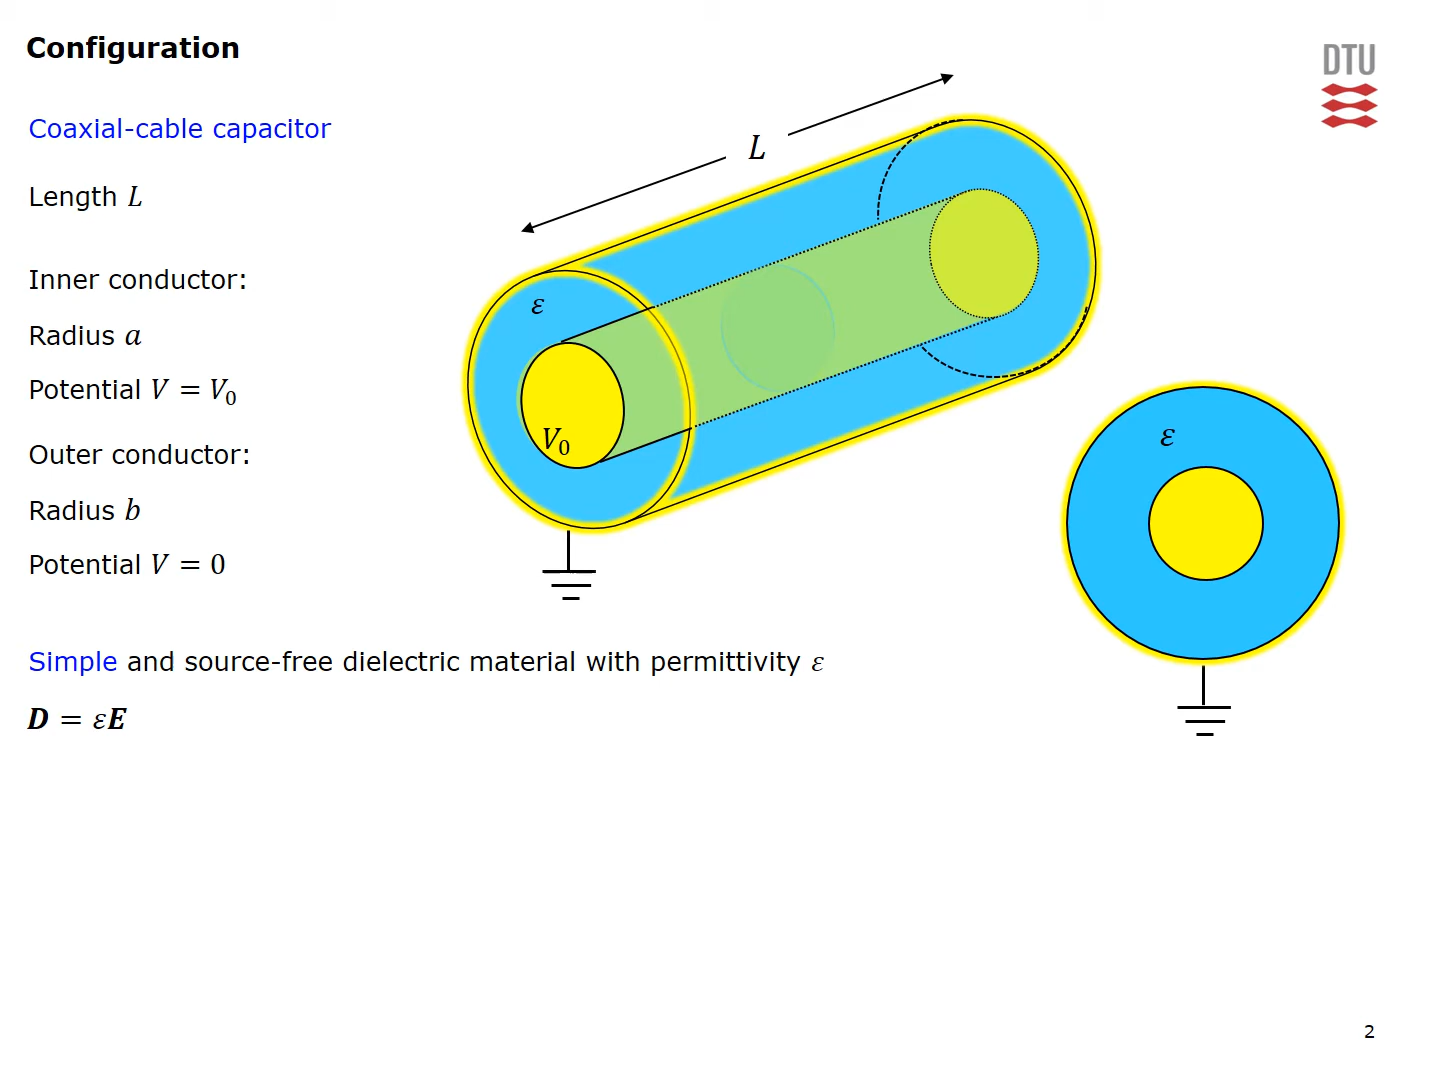 Configuration
DTU
Coaxial-cable capacitor
L
Length L
Inner conductor:
ε
Radius a
Potential V = V₀
V₀
ε
Outer conductor:
Radius b
Potential V = 0
Simple and source-free dielectric material with permittivity ε
D = εE
2